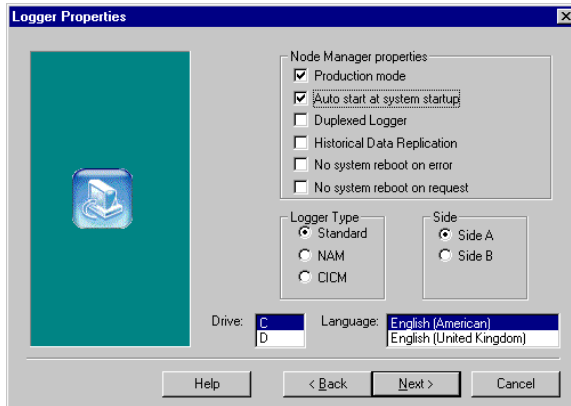 Logger Properties
Node Manager properties
Production mode
Auto start at system startup
Duplexed Logger
Historical Data Replication
No system reboot on error
No system reboot on request
Logger Type
Standard
NAM
CICM
Side
Side A
Side B
Drive:
C
D
Language:
English (American)
English (United Kingdom)
Help
< Back
Next >
Cancel